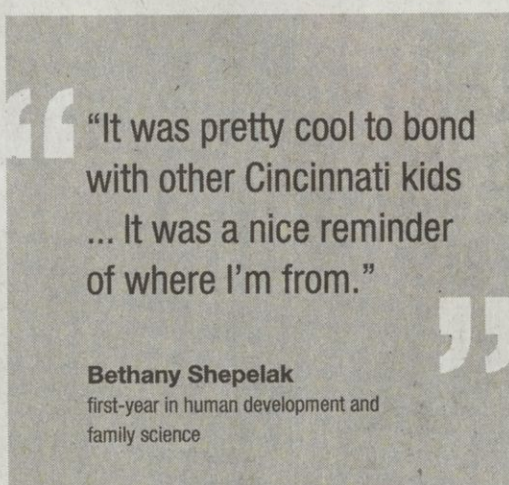 “It was pretty cool to bond
with other Cincinnati kids
... It was a nice reminder
of where I’m from.”
Bethany Shepelak
first-year in human development and
family science